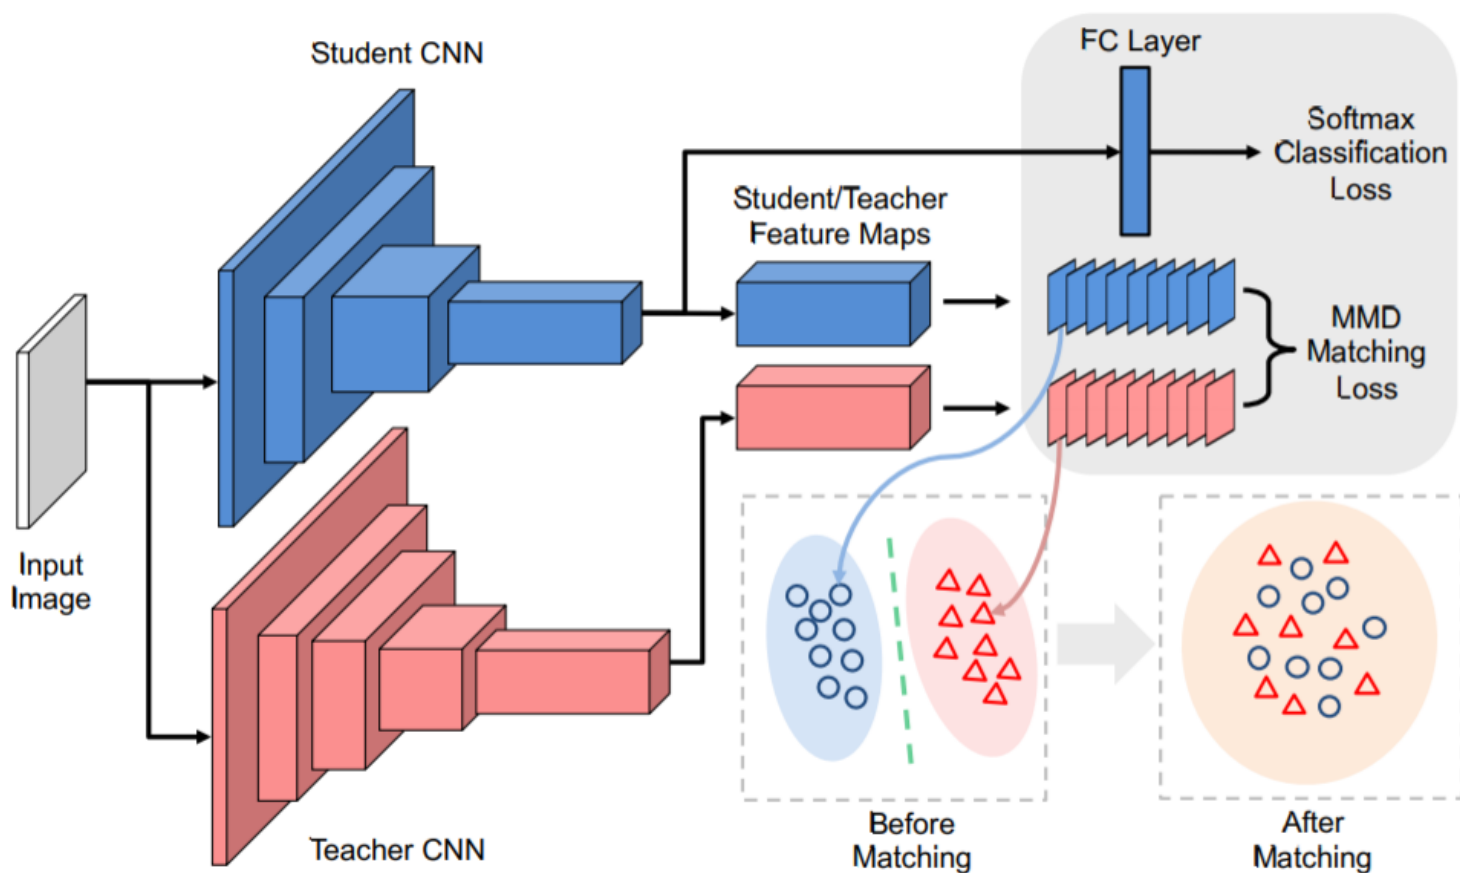 Student CNN
FC Layer
Softmax
Classification
Loss
Student/Teacher
Feature Maps
MMD
Matching
Loss
Input
Image
Teacher CNN
Before
Matching
After
Matching